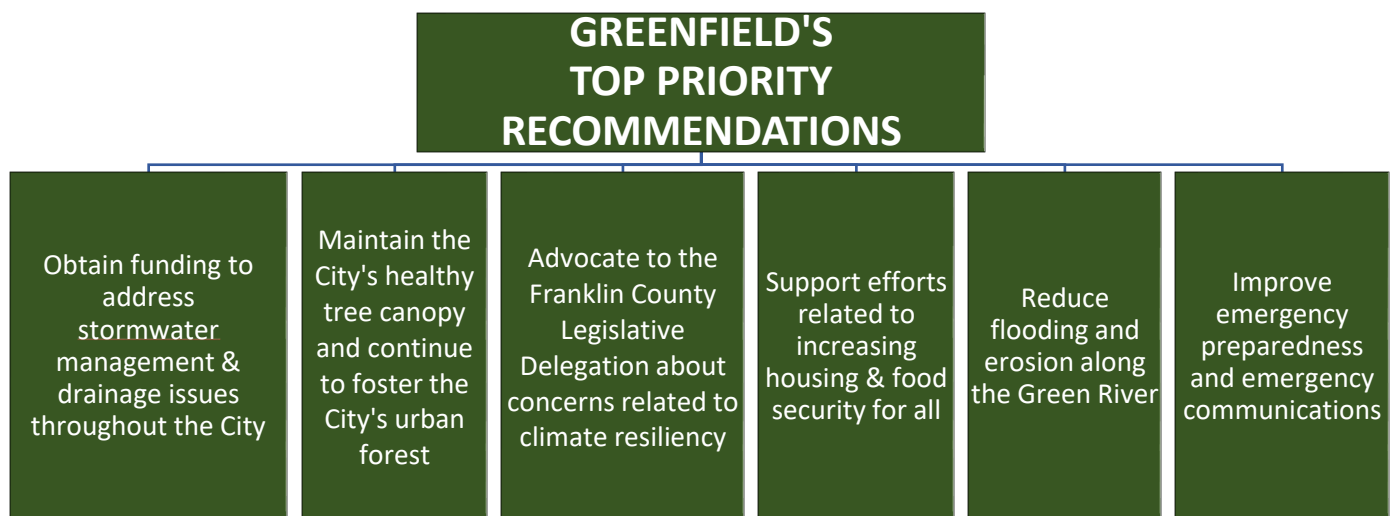 GREENFIELD'S
TOP PRIORITY
RECOMMENDATIONS
Obtain funding to
address
stormwater
management &
drainage issues
throughout the City
Maintain the
City's healthy
tree canopy
and continue
to foster the
City's urban
forest
Advocate to the
Franklin County
Legislative
Delegation about
concerns related to
climate resiliency
Support efforts
related to
increasing
housing & food
security for all
Reduce
flooding and
erosion along
the Green River
Improve
emergency
preparedness
and emergency
communications